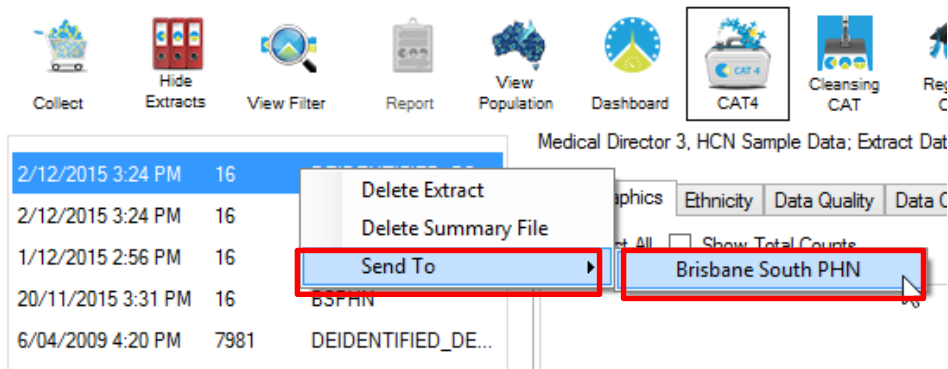 Collect
Hide
Extracts
View Filter
Report
View
Population
Dashboard
CAT 4
CAT4
Cleansing
CAT
Medical Director 3, HCN Sample Data; Extract Dat
2/12/2015 3:24 PM 16
2/12/2015 3:24 PM 16
1/12/2015 2:56 PM 16
20/11/2015 3:31 PM 16 BSPHN
6/04/2009 4:20 PM 7981 DEIDENTIFIED_DE...
Delete Extract
Delete Summary File
Send To
Brisbane South PHN
aphics Ethnicity Data Quality Data
All Show Total Counts